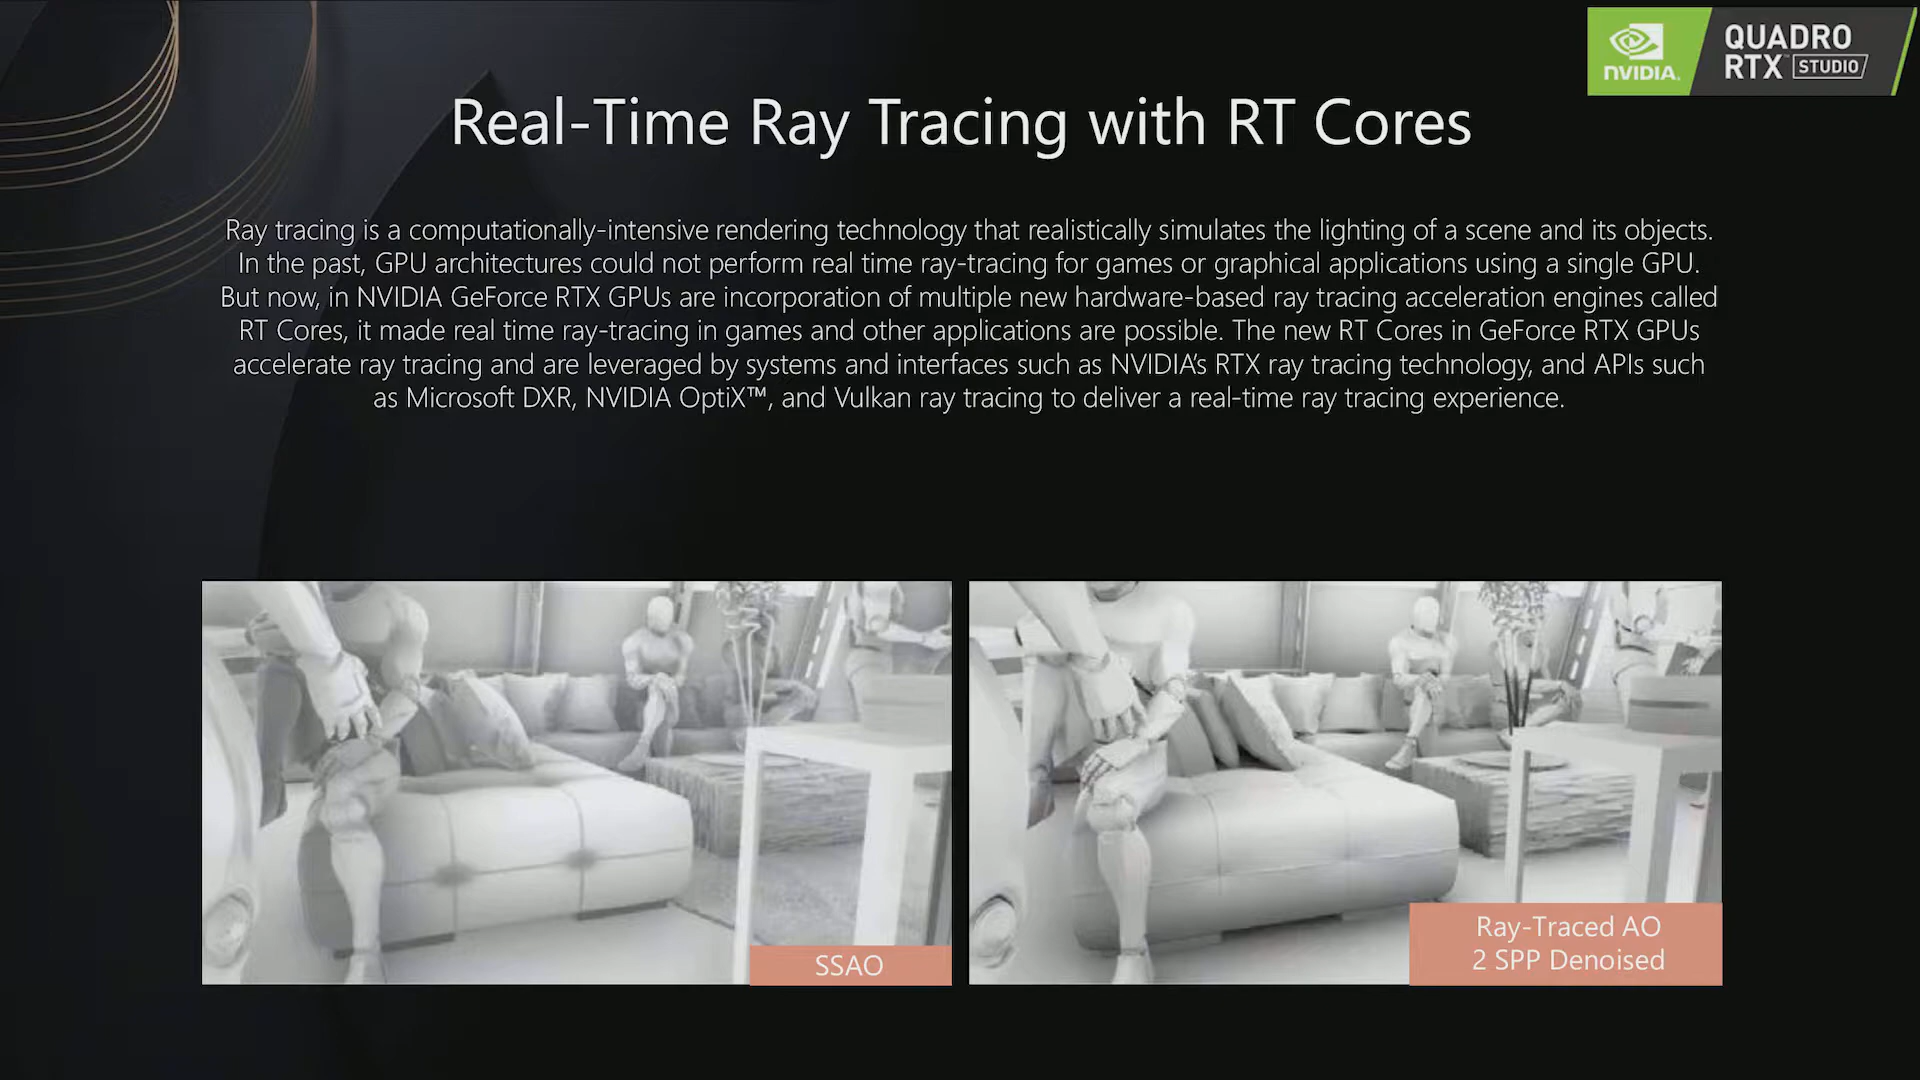 NVIDIA.
QUADRO
RTX™ STUDIO
Real-Time Ray Tracing with RT Cores
Ray tracing is a computationally-intensive rendering technology that realistically simulates the lighting of a scene and its objects.
In the past, GPU architectures could not perform real time ray-tracing for games or graphical applications using a single GPU.
But now, in NVIDIA GeForce RTX GPUs are incorporation of multiple new hardware-based ray tracing acceleration engines called
RT Cores, it made real time ray-tracing in games and other applications are possible. The new RT Cores in GeForce RTX GPUs
accelerate ray tracing and are leveraged by systems and interfaces such as NVIDIA’s RTX ray tracing technology, and APIs such
as Microsoft DXR, NVIDIA OptiX™, and Vulkan ray tracing to deliver a real-time ray tracing experience.
SSAO
Ray-Traced AO
2 SPP Denoised